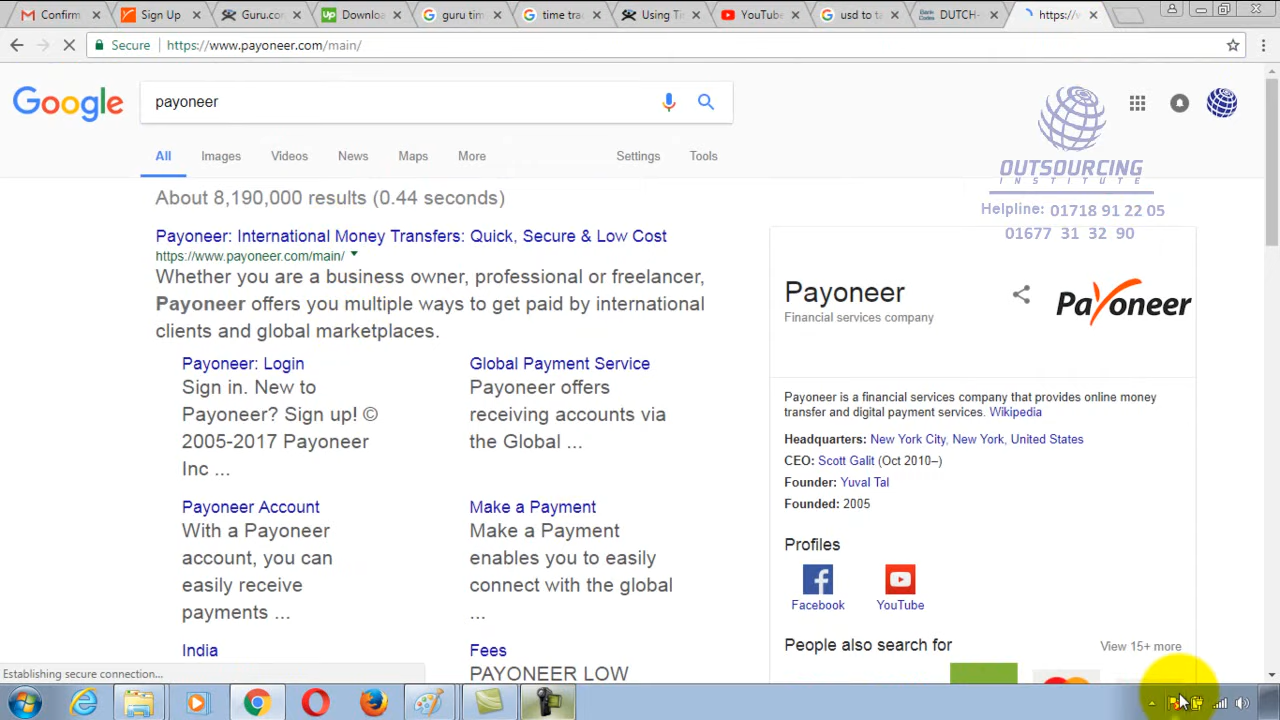 Confirm
Sign Up
Guru.co
Downloa
guru tim
time tra
Using Ti
YouTube
usd to ta
DUTCH-
https://w
Secure https://www.payoneer.com/main/
Google
payoneer
All Images Videos News Maps More Settings Tools
OUTSOURCING
INSTITUTE
Helpline: 01718 91 22 05
01677 31 32 90
About 8,190,000 results (0.44 seconds)
Payoneer: International Money Transfers: Quick, Secure & Low Cost
https://www.payoneer.com/main/
Whether you are a business owner, professional or freelancer,
Payoneer offers you multiple ways to get paid by international
clients and global marketplaces.
Payoneer: Login
Sign in. New to
Payoneer? Sign up! ©
2005-2017 Payoneer
Inc ...
Global Payment Service
Payoneer offers
receiving accounts via
the Global ...
Payoneer Account
With a Payoneer
account, you can
easily receive
payments ...
Make a Payment
Make a Payment
enables you to easily
connect with the global
...
India
Fees
PAYONEER LOW
Payoneer
Financial services company
Payoneer
Payoneer is a financial services company that provides online money
transfer and digital payment services. Wikipedia
Headquarters: New York City, New York, United States
CEO: Scott Galit (Oct 2010–)
Founder: Yuval Tal
Founded: 2005
Profiles
Facebook YouTube
People also search for View 15+ more
Establishing secure connection...